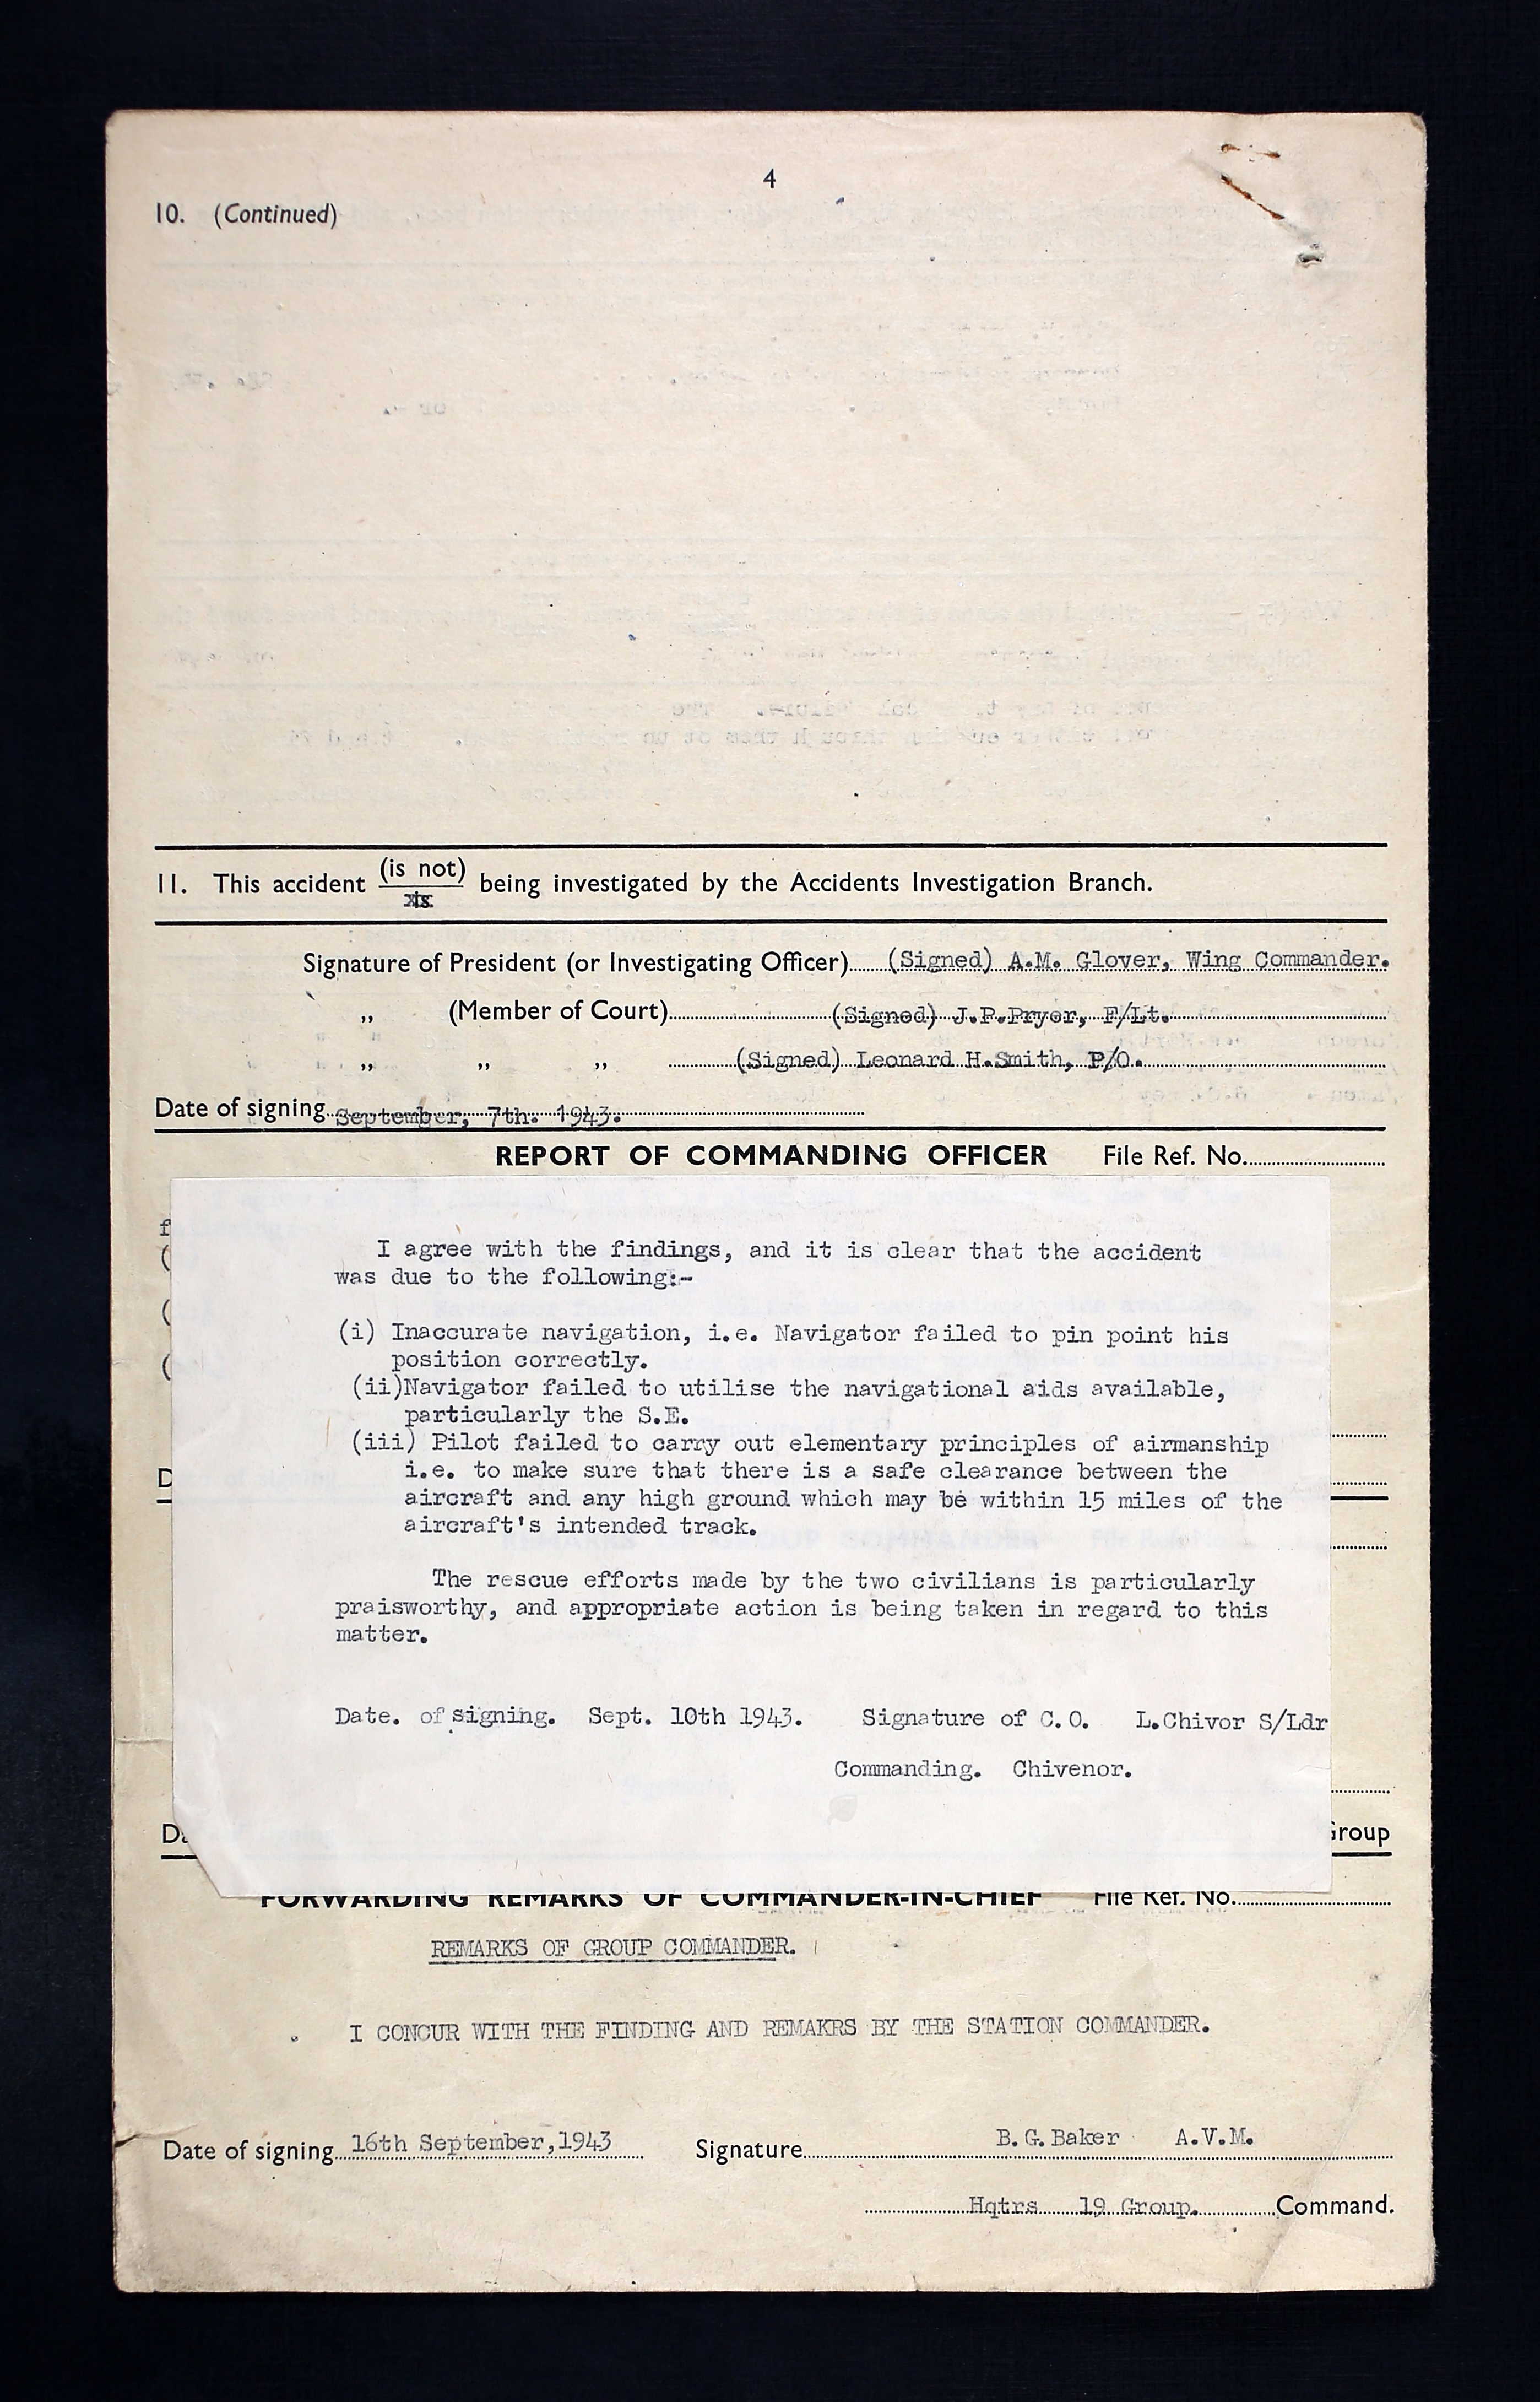 4
10. (Continued)
11. This accident (is not) being investigated by the Accidents Investigation Branch.
is
Signature of President (or Investigating Officer) (Signed) A.M. Glover, Wing Commander.
„ (Member of Court) (Signed) J.P.Pryor, F/Lt.
„ „ „ (Signed) Leonard H.Smith, P/O.
Date of signing September, 7th. 1943.
REPORT OF COMMANDING OFFICER File Ref. No.
f
(
I agree with the findings, and it is clear that the accident
was due to the following:-
(
(i) Inaccurate navigation, i.e. Navigator failed to pin point his
position correctly.
(
(ii)Navigator failed to utilise the navigational aids available,
particularly the S.E.
(iii) Pilot failed to carry out elementary principles of airmanship
i.e. to make sure that there is a safe clearance between the
D
aircraft and any high ground which may be within 15 miles of the
aircraft's intended track.
The rescue efforts made by the two civilians is particularly
praisworthy, and appropriate action is being taken in regard to this
matter.
Date. of signing. Sept. 10th 1943. Signature of C.O. L.Chivor S/Ldr
Commanding. Chivenor.
Da Group
FORWARDING REMARKS OF COMMANDER-IN-CHIEF File Ref. No.
REMARKS OF GROUP COMMANDER.
I CONCUR WITH THE FINDING AND REMAKRS BY THE STATION COMMANDER.
Date of signing 16th September,1943 Signature B.G.Baker A.V.M.
Hqtrs 19 Group. Command.